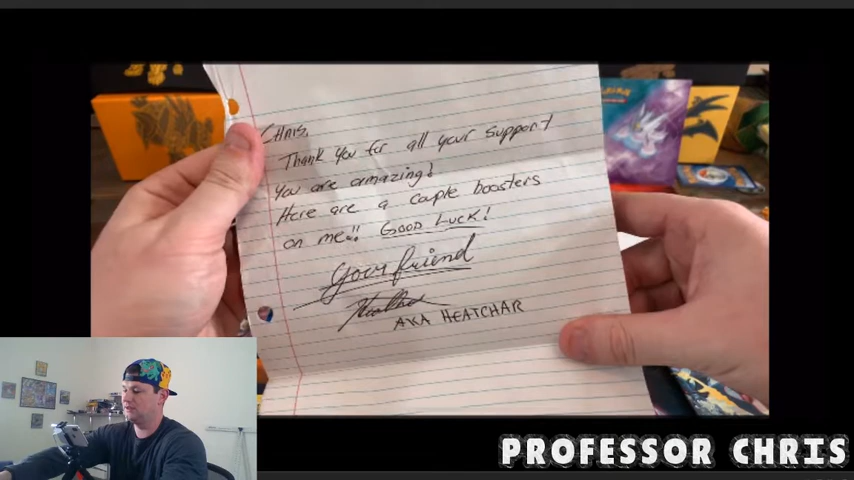 Chris,
Thank you for all your support
You are amazing!
Here are a couple boosters
on me!! GOOD LUCK!
Your friend
AKA HEATCHAR
PROFESSOR CHRIS